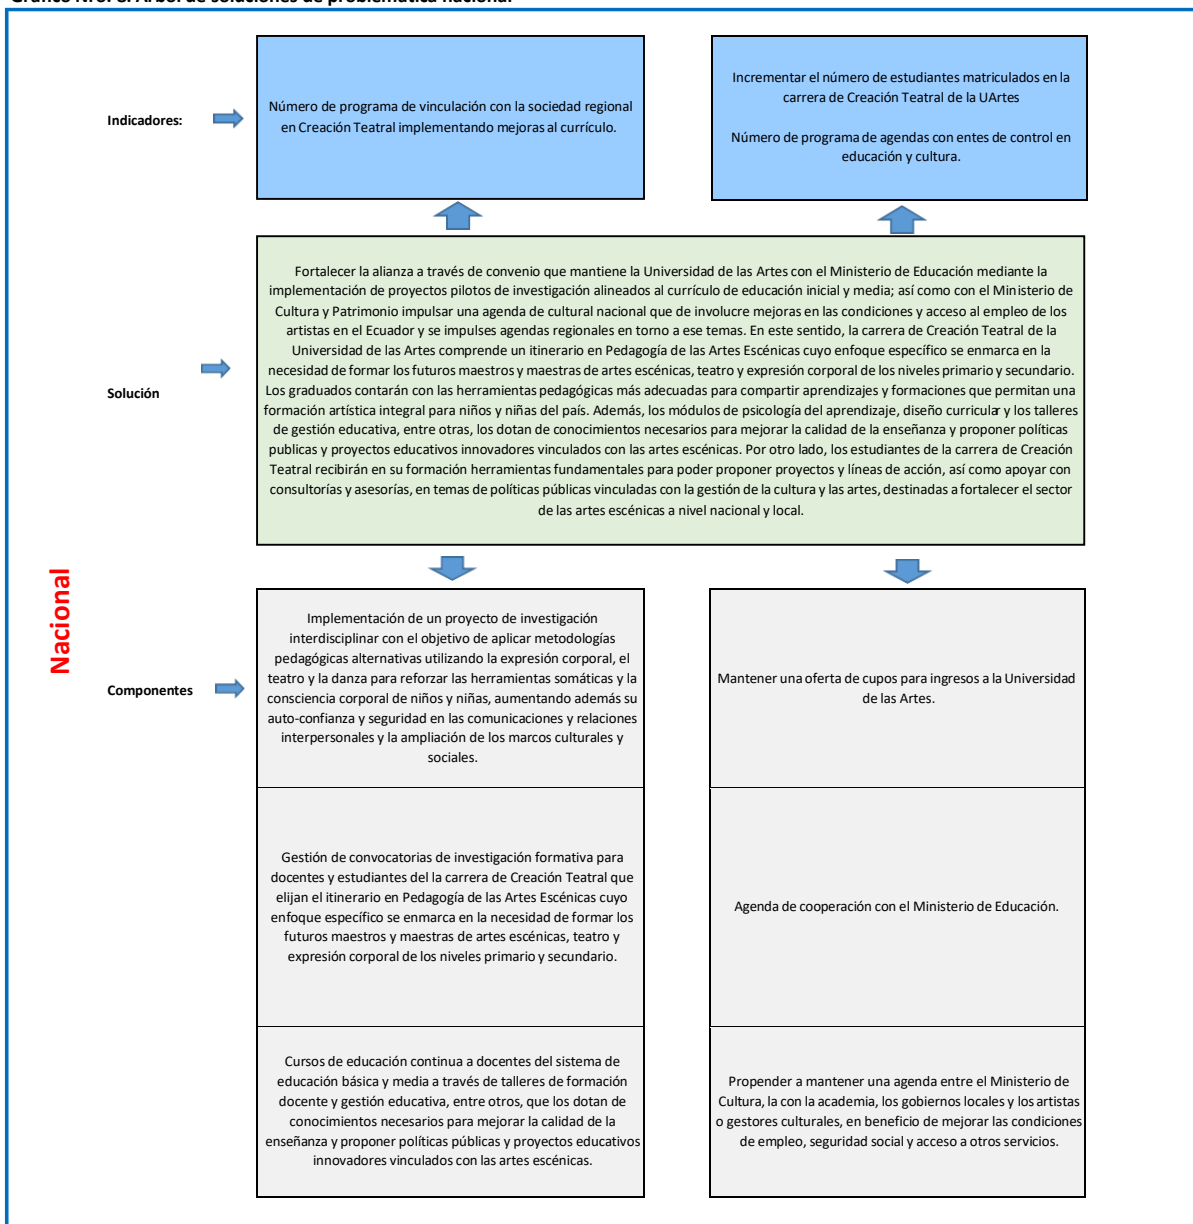 Gráfico Nro. 8. Árbol de soluciones de problemática nacional
Indicadores:
Número de programa de vinculación con la sociedad regional
en Creación Teatral implementando mejoras al currículo.
Incrementar el número de estudiantes matriculados en la
carrera de Creación Teatral de la UArtes
Número de programa de agendas con entes de control en
educación y cultura.
Solución
Fortalecer la alianza a través de convenio que mantiene la Universidad de las Artes con el Ministerio de Educación mediante la
implementación de proyectos pilotos de investigación alineados al currículo de educación inicial y media; así como con el Ministerio de
Cultura y Patrimonio impulsar una agenda de cultural nacional que de involucre mejoras en las condiciones y acceso al empleo de los
artistas en el Ecuador y se impulses agendas regionales en torno a ese temas. En este sentido, la carrera de Creación Teatral de la
Universidad de las Artes comprende un itinerario en Pedagogía de las Artes Escénicas cuyo enfoque específico se enmarca en la
necesidad de formar los futuros maestros y maestras de artes escénicas, teatro y expresión corporal de los niveles primario y secundario.
Los graduados contarán con las herramientas pedagógicas más adecuadas para compartir aprendizajes y formaciones que permitan una
formación artística integral para niños y niñas del país. Además, los módulos de psicología del aprendizaje, diseño curricular y los talleres
de gestión educativa, entre otras, los dotan de conocimientos necesarios para mejorar la calidad de la enseñanza y proponer políticas
publicas y proyectos educativos innovadores vinculados con las artes escénicas. Por otro lado, los estudiantes de la carrera de Creación
Teatral recibirán en su formación herramientas fundamentales para poder proponer proyectos y líneas de acción, así como apoyar con
consultorías y asesorías, en temas de políticas públicas vinculadas con la gestión de la cultura y las artes, destinadas a fortalecer el sector
de las artes escénicas a nivel nacional y local.
Nacional
Componentes
Implementación de un proyecto de investigación
interdisciplinar con el objetivo de aplicar metodologías
pedagógicas alternativas utilizando la expresión corporal, el
teatro y la danza para reforzar las herramientas somáticas y la
consciencia corporal de niños y niñas, aumentando además su
auto-confianza y seguridad en las comunicaciones y relaciones
interpersonales y la ampliación de los marcos culturales y
sociales.
Mantener una oferta de cupos para ingresos a la Universidad
de las Artes.
Gestión de convocatorias de investigación formativa para
docentes y estudiantes del la carrera de Creación Teatral que
elijan el itinerario en Pedagogía de las Artes Escénicas cuyo
enfoque específico se enmarca en la necesidad de formar los
futuros maestros y maestras de artes escénicas, teatro y
expresión corporal de los niveles primario y secundario.
Agenda de cooperación con el Ministerio de Educación.
Cursos de educación continua a docentes del sistema de
educación básica y media a través de talleres de formación
docente y gestión educativa, entre otros, que los dotan de
conocimientos necesarios para mejorar la calidad de la
enseñanza y proponer políticas públicas y proyectos educativos
innovadores vinculados con las artes escénicas.
Propender a mantener una agenda entre el Ministerio de
Cultura, la con la academia, los gobiernos locales y los artistas
o gestores culturales, en beneficio de mejorar las condiciones
de empleo, seguridad social y acceso a otros servicios.